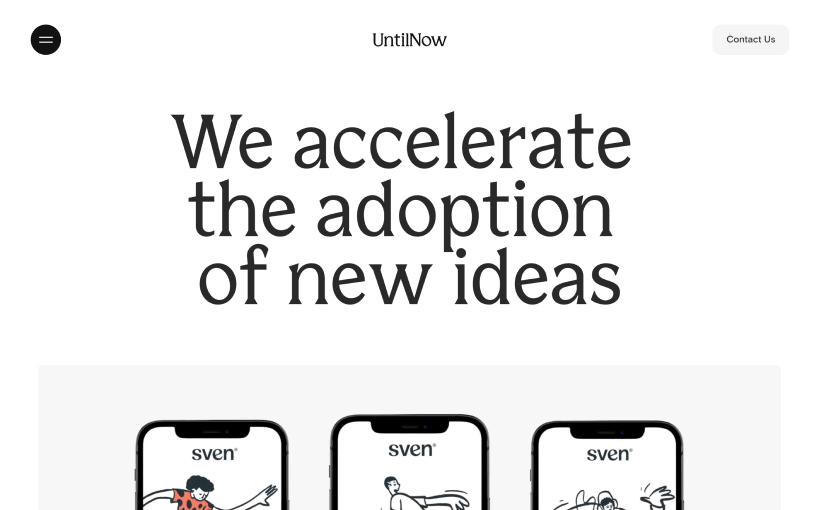 UntilNow
Contact Us
We accelerate
the adoption
of new ideas
sven®
sven®
sven®